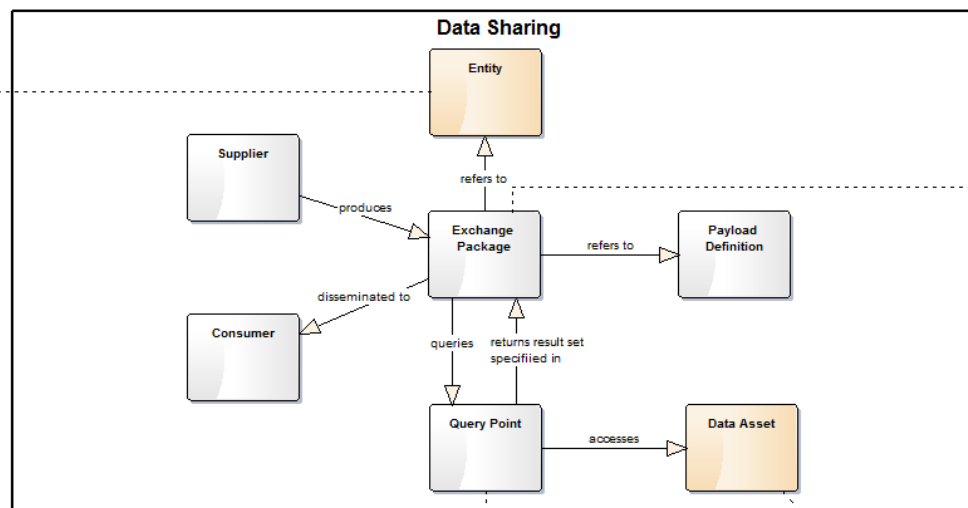 Data Sharing
Entity
Supplier
refers to
produces
Exchange
Package
refers to
Payload
Definition
disseminated to
Consumer
queries
returns result set
specifiied in
Query Point
accesses
Data Asset